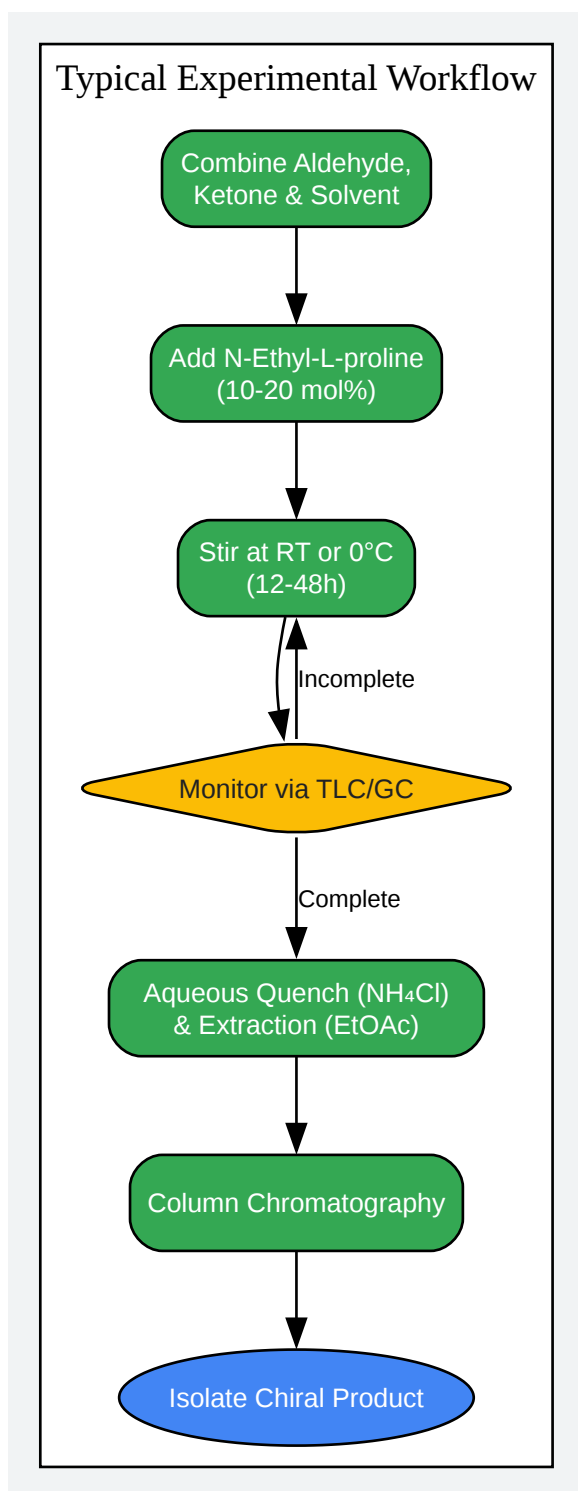 Typical Experimental Workflow
Combine Aldehyde,
Ketone & Solvent
Add N-Ethyl-L-proline
(10-20 mol%)
Stir at RT or 0°C
(12-48h)
Incomplete
Monitor via TLC/GC
Complete
Aqueous Quench (NH₄Cl)
& Extraction (EtOAc)
Column Chromatography
Isolate Chiral Product